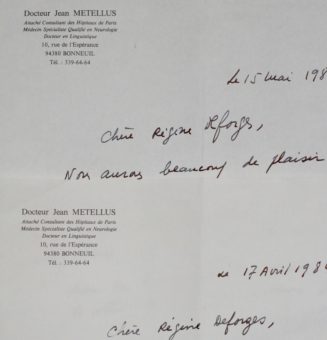 Docteur Jean METELLUS
Attaché Consultant des Hôpitaux de Paris
Médecin Spécialiste Qualifié en Neurologie
Docteur en Linguistique
10, rue de l'Espérance
94380 BONNEUIL
Tél. : 339-64-64
Le 15 mai 198
Chère Régine Deforges,
Nous aurons beaucoup de plaisir
Docteur Jean METELLUS
Attaché Consultant des Hôpitaux de Paris
Médecin Spécialiste Qualifié en Neurologie
Docteur en Linguistique
10, rue de l'Espérance
94380 BONNEUIL
Tél. : 339-64-64
Le 17 Avril 198
Chère Régine Deforges,